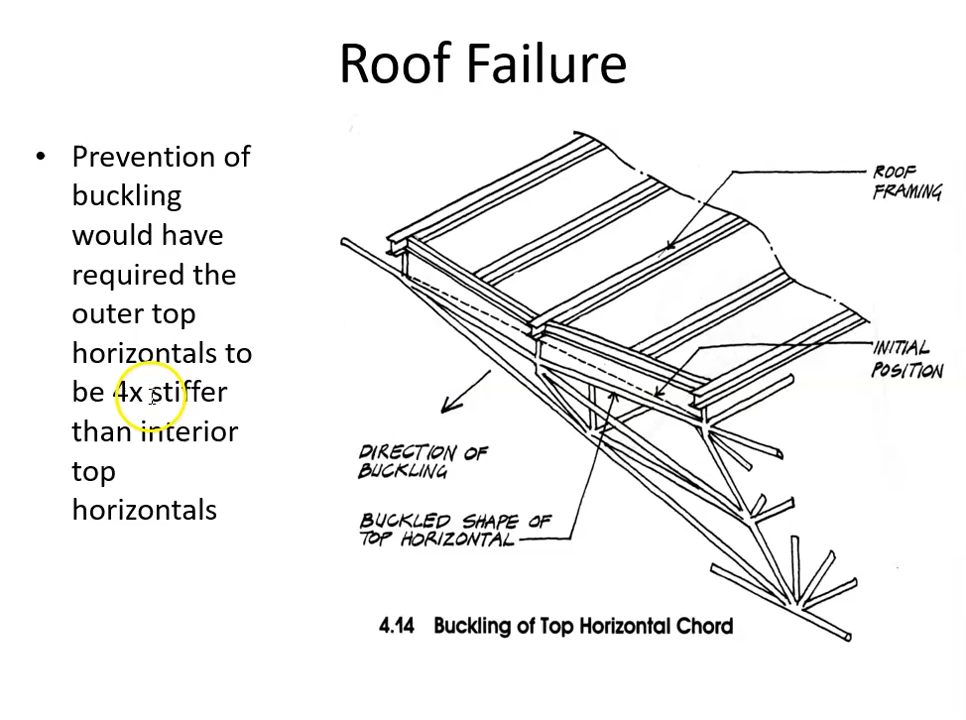 Roof Failure
• Prevention of
buckling
would have
required the
outer top
horizontals to
be 4x stiffer
than interior
top
horizontals
ROOF
FRAMING
INITIAL
POSITION
DIRECTION OF
BUCKLING
BUCKLED SHAPE OF
TOP HORIZONTAL
4.14 Buckling of Top Horizontal Chord